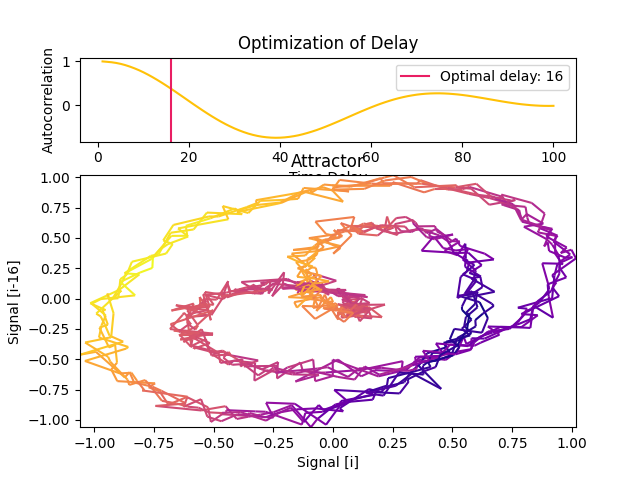 Optimization of Delay
Autocorrelation
1
0
Optimal delay: 16
0 20 40 60 80 100
Time Delay
Attractor
Signal [i-16]
1.00
0.75
0.50
0.25
0.00
−0.25
−0.50
−0.75
−1.00
−1.00 −0.75 −0.50 −0.25 0.00 0.25 0.50 0.75 1.00
Signal [i]